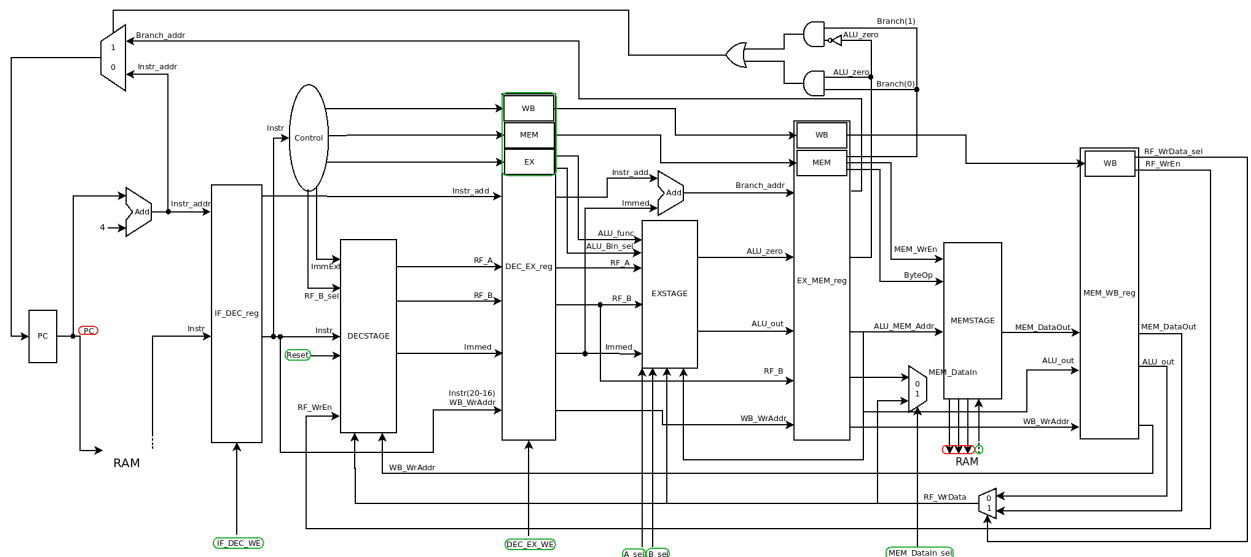 Branch(1)
ALU_zero
Branch_addr
1
0
Instr_addr
ALU_zero
Branch(0)
Control
Instr
WB
MEM
EX
WB
MEM
WB
RF_WrData_sel
RF_WrEn
Add
4
Instr_addr
Instr_add
Instr_add
Immed
Add
Branch_addr
ALU_func
ALU_Bin_sel
RF_A
ImmExt
RF_B_sel
RF_A
RF_B
DEC_EX_reg
RF_B
EXSTAGE
ALU_zero
EX_MEM_reg
MEM_WrEn
ByteOp
MEM_WB_reg
PC
PC
IF_DEC_reg
Instr
Instr
DECSTAGE
Reset
Immed
Immed
ALU_out
ALU_MEM_Addr
MEMSTAGE
MEM_DataOut
MEM_DataOut
ALU_out
ALU_out
RF_B
MEM_DataIn
0
1
Instr(20-16)
WB_WrAddr
RF_WrEn
WB_WrAddr
WB_WrAddr
RAM
RAM
WB_WrAddr
RF_WrData
0
1
IF_DEC_WE
DEC_EX_WE
A_sel
B_sel
MEM_DataIn_sel